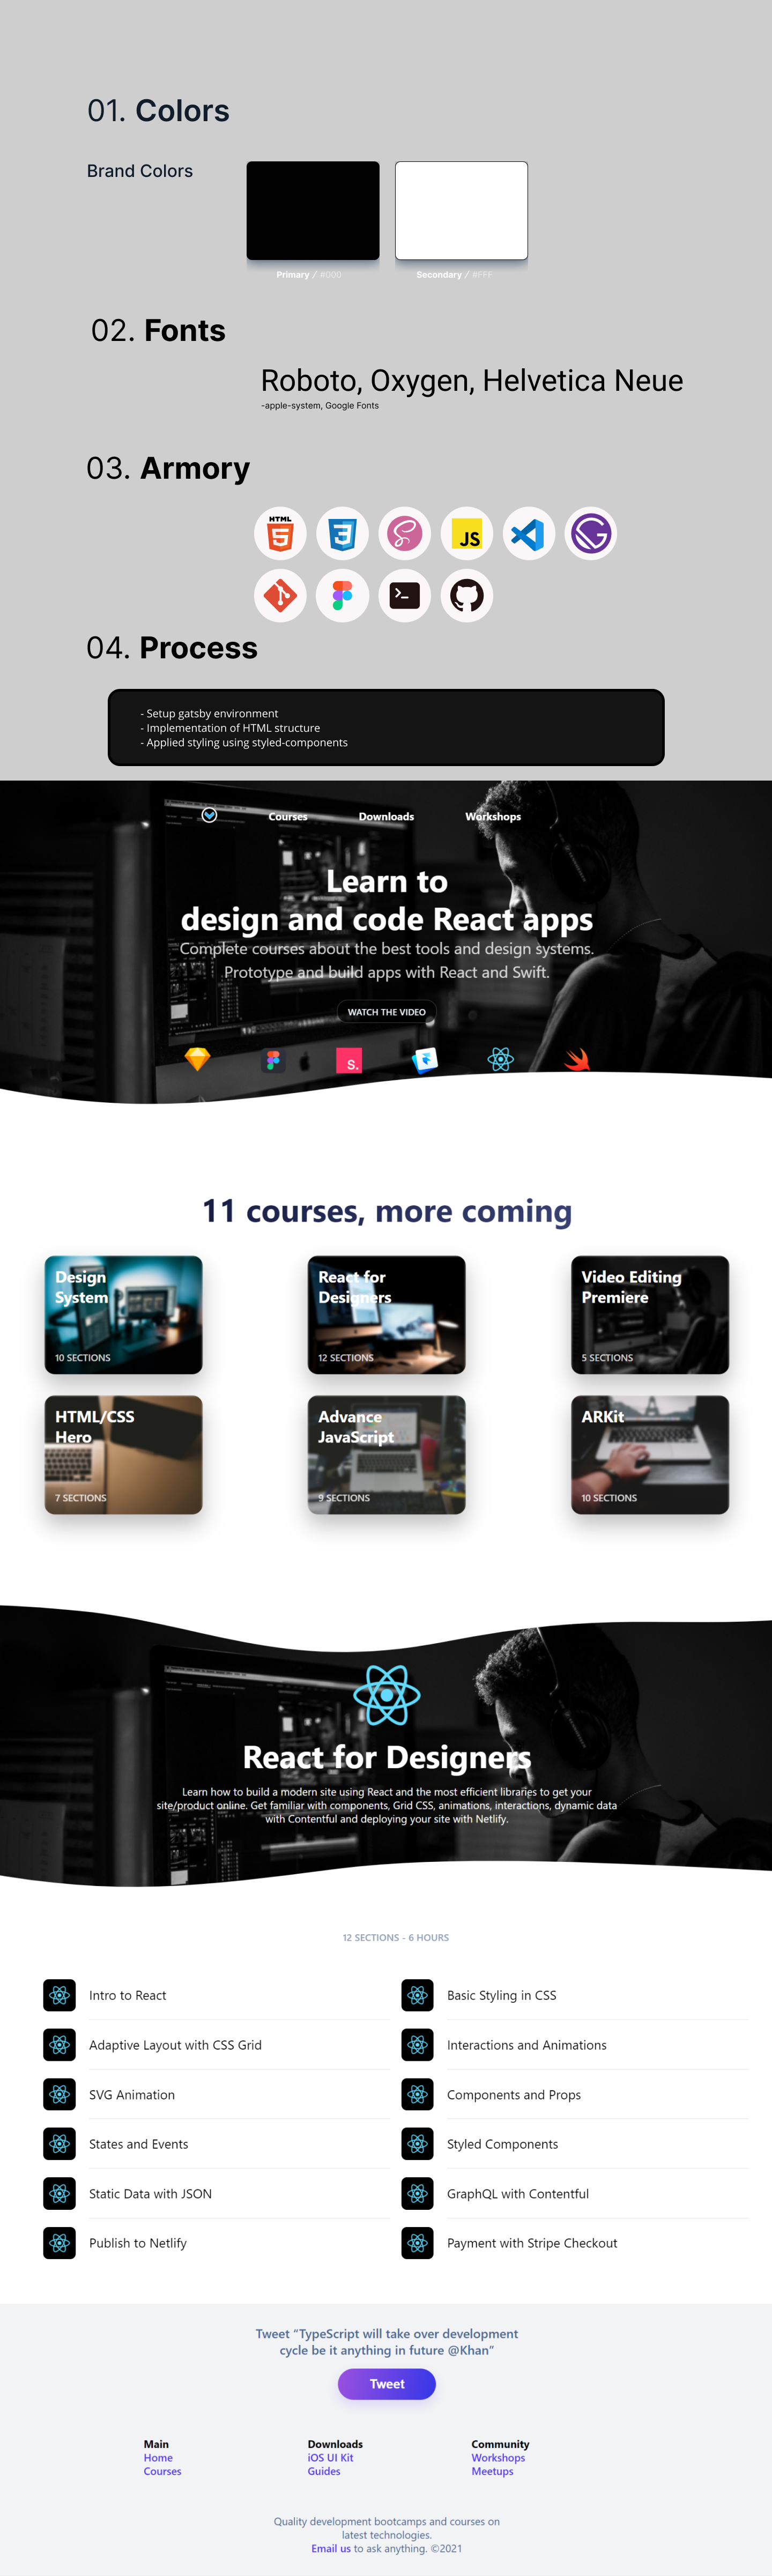 01. Colors
Brand Colors
Primary / #000
Secondary / #FFF
02. Fonts
Roboto, Oxygen, Helvetica Neue
-apple-system, Google Fonts
03. Armory
HTML
5
3
JS
04. Process
- Setup gatsby environment
- Implementation of HTML structure
- Applied styling using styled-components
Courses
Downloads
Workshops
Learn to
design and code React apps
Complete courses about the best tools and design systems.
Prototype and build apps with React and Swift.
WATCH THE VIDEO
S.
11 courses, more coming
Design
System
10 SECTIONS
React for
Designers
12 SECTIONS
Video Editing
Premiere
5 SECTIONS
HTML/CSS
Hero
7 SECTIONS
Advance
JavaScript
9 SECTIONS
ARKit
10 SECTIONS
React for Designers
Learn how to build a modern site using React and the most efficient libraries to get your
site/product online. Get familiar with components, Grid CSS, animations, interactions, dynamic data
with Contentful and deploying your site with Netlify.
12 SECTIONS - 6 HOURS
Intro to React
Basic Styling in CSS
Adaptive Layout with CSS Grid
Interactions and Animations
SVG Animation
Components and Props
States and Events
Styled Components
Static Data with JSON
GraphQL with Contentful
Publish to Netlify
Payment with Stripe Checkout
Tweet “TypeScript will take over development
cycle be it anything in future @Khan”
Tweet
Main
Home
Courses
Downloads
iOS UI Kit
Guides
Community
Workshops
Meetups
Quality development bootcamps and courses on
latest technologies.
Email us to ask anything. ©2021